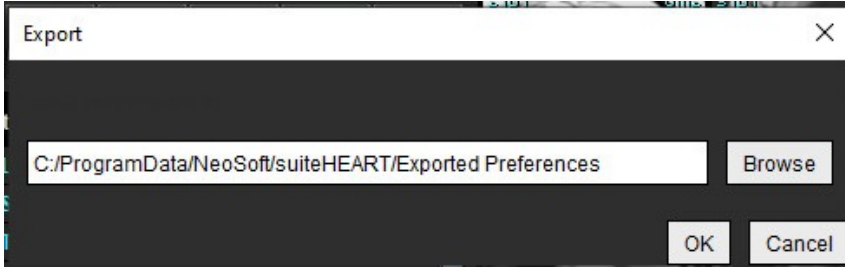 Export
C:/ProgramData/NeoSoft/suiteHEART/Exported Preferences
Browse
OK
Cancel